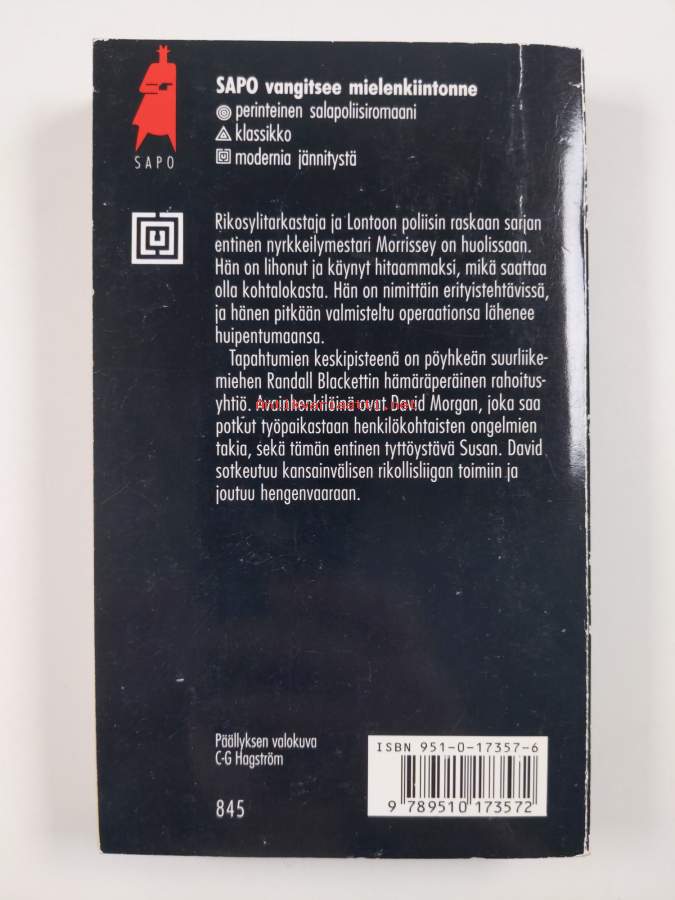 SAPO
SAPO vangitsee mielenkiintonne
perinteinen salapoliisiromaani
klassikko
modernia jännitystä
Rikosylitarkastaja ja Lontoon poliisin raskaan sarjan
entinen nyrkkeilymestari Morrissey on huolissaan.
Hän on lihonut ja käynyt hitaammaksi, mikä saattaa
olla kohtalokasta. Hän on nimittäin erityistehtävissä,
ja hänen pitkään valmisteltu operaationsa lähenee
huipentumaansa.
Tapahtumien keskipisteenä on pöyhkeän suurliike-
miehen Randall Blackettin hämäräperäinen rahoitus-
yhtiö. Avainhenkilöinä ovat David Morgan, joka saa
potkut työpaikastaan henkilökohtaisten ongelmien
takia, sekä tämän entinen tyttöystävä Susan. David
sotkeutuu kansainvälisen rikollisliigan toimiin ja
joutuu hengenvaaraan.
Päällyksen valokuva
C-G Hagström
845
ISBN 951-0-17357-6
9 789510 173572